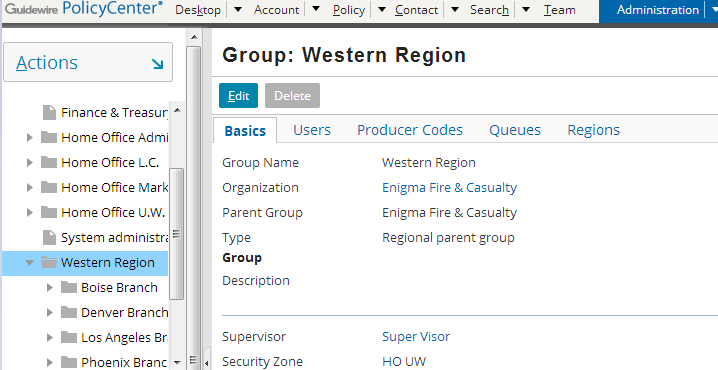 Guidewire PolicyCenter® Desktop Account Policy Contact Search Team Administration
Actions
Finance & Treasury
Home Office Admi
Home Office L.C.
Home Office Mark
Home Office U.W.
System administra
Western Region
Boise Branch
Denver Branch
Los Angeles Br
Phoenix Branc
Group: Western Region
Edit Delete
Basics Users Producer Codes Queues Regions
Group Name Western Region
Organization Enigma Fire & Casualty
Parent Group Enigma Fire & Casualty
Type Regional parent group
Group
Description
Supervisor Super Visor
Security Zone HO UW